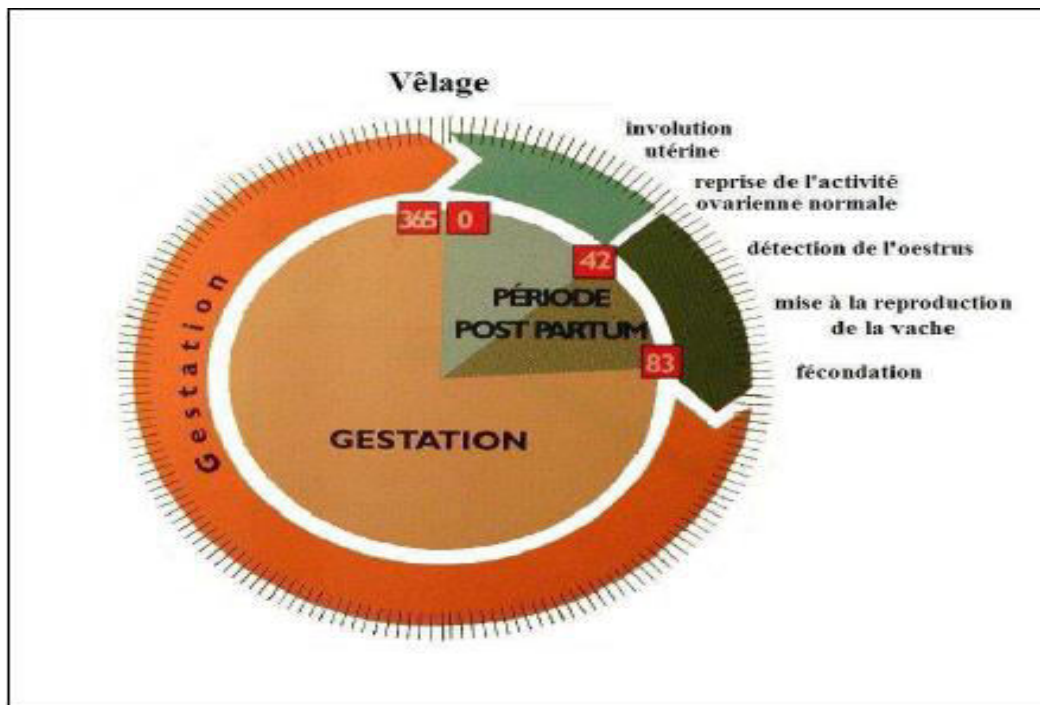 Vêlage
involution
utérine
reprise de l'activité
ovarienne normale
détection de l'oestrus
mise à la reproduction
de la vache
fécondation
365 0
42
PÉRIODE
POST PARTUM
83
GESTATION
Gestation